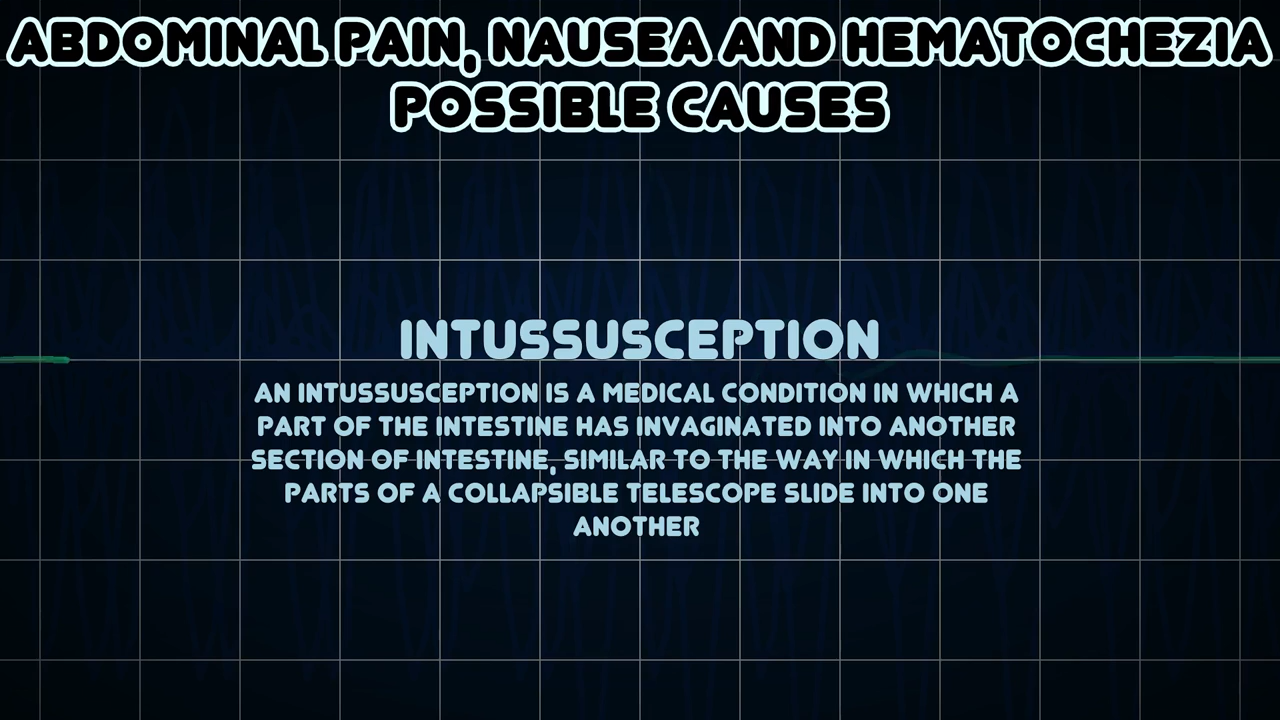 ABDOMINAL PAIN, NAUSEA AND HEMATOCHEZIA
POSSIBLE CAUSES
INTUSSUSCEPTION
AN INTUSSUSCEPTION IS A MEDICAL CONDITION IN WHICH A
PART OF THE INTESTINE HAS INVAGINATED INTO ANOTHER
SECTION OF INTESTINE, SIMILAR TO THE WAY IN WHICH THE
PARTS OF A COLLAPSIBLE TELESCOPE SLIDE INTO ONE
ANOTHER